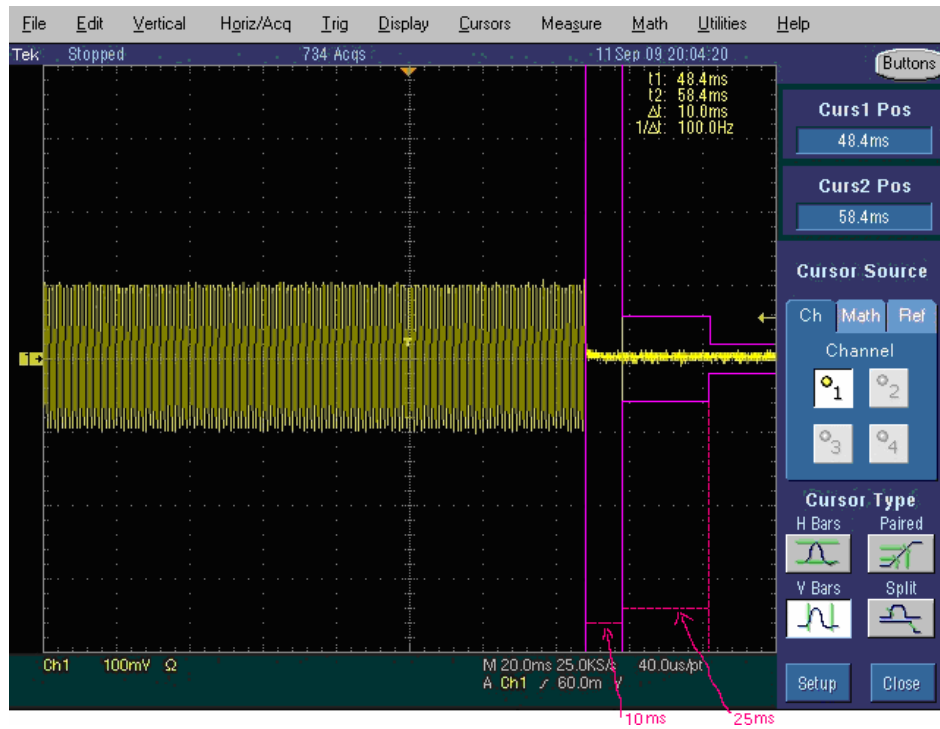 File Edit Vertical Horiz/Acq Trig Display Cursors Measure Math Utilities Help
Tek Stopped 734 Acqs 11 Sep 09 20:04:20
Buttons
t1: 48.4ms
t2: 58.4ms
Δt: 10.0ms
1/Δt: 100.0Hz
Curs1 Pos
48.4ms
Curs2 Pos
58.4ms
Cursor Source
Ch Math Ref
Channel
1 2
3 4
1
Cursor Type
H Bars Paired
V Bars Split
Ch1 100mV Ω
M 20.0ms 25.0KS/s 40.0us/pt
A Ch1 / 60.0m V
Setup Close
10ms 25ms